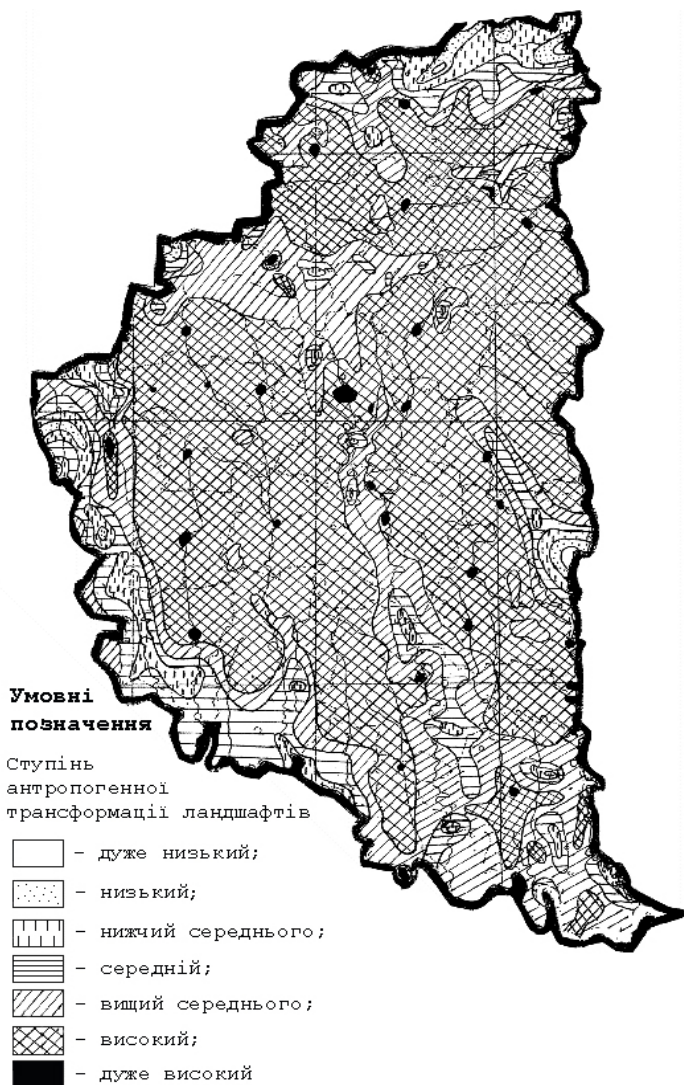 Умовні
позначення
Ступінь
антропогенної
трансформації ландшафтів
– дуже низький;
– низький;
– нижчий середнього;
– середній;
– вищий середнього;
– високий;
– дуже високий